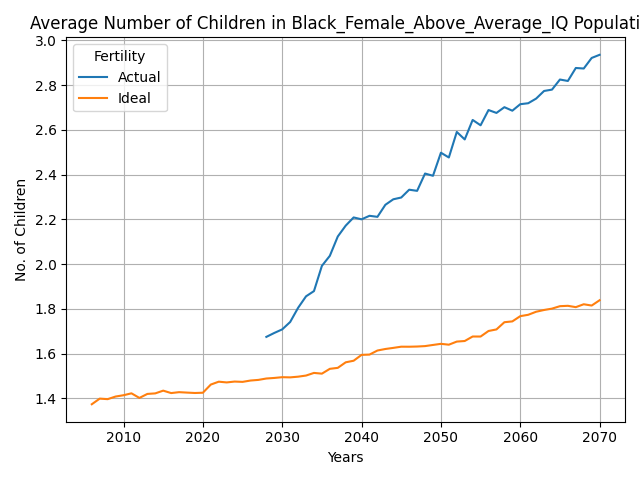 Average Number of Children in Black_Female_Above_Average_IQ Populati
3.0
2.8
2.6
2.4
2.2
2.0
1.8
1.6
1.4
No. of Children
Fertility
Actual
Ideal
2010 2020 2030 2040 2050 2060 2070
Years